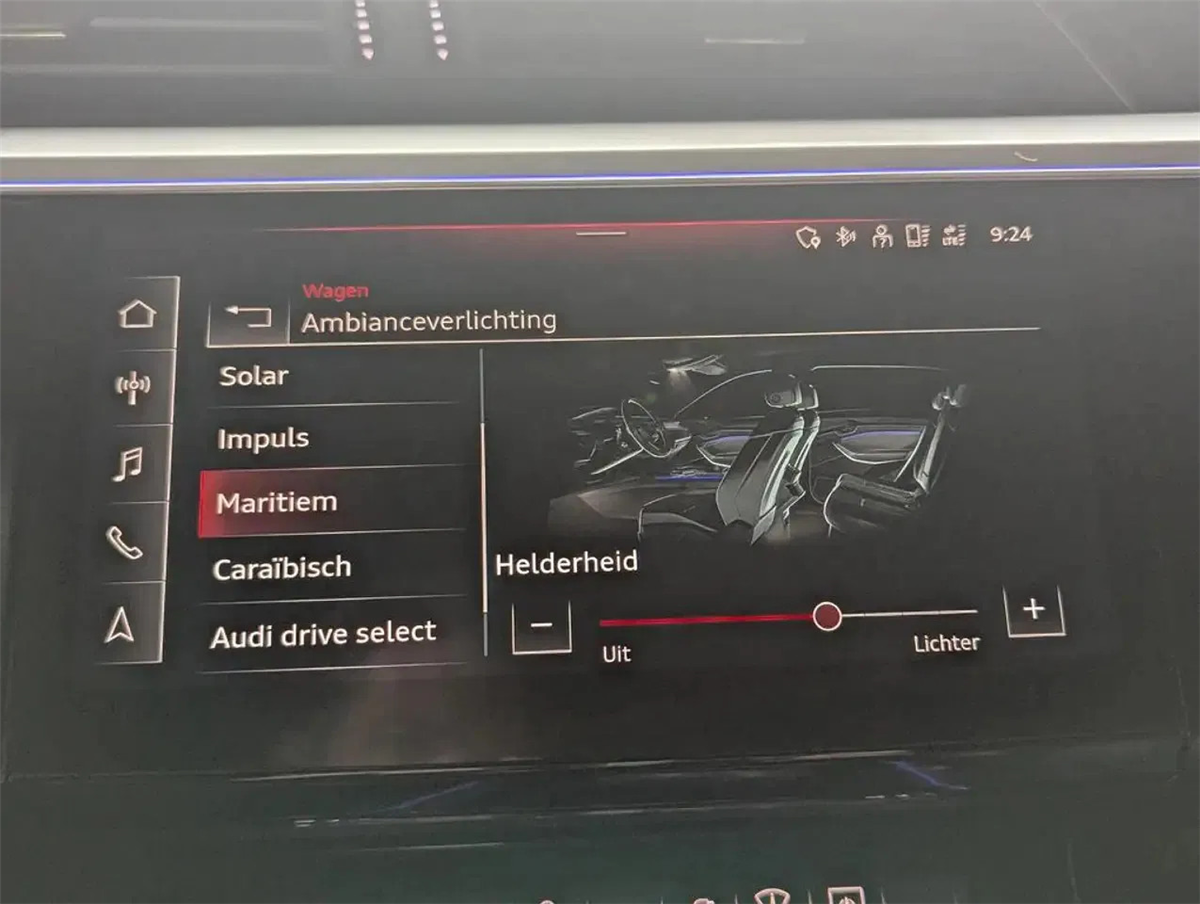 9:24
Wagen
Ambianceverlichting
Solar
Impuls
Maritiem
Caraïbisch
Audi drive select
Helderheid
Uit
Lichter